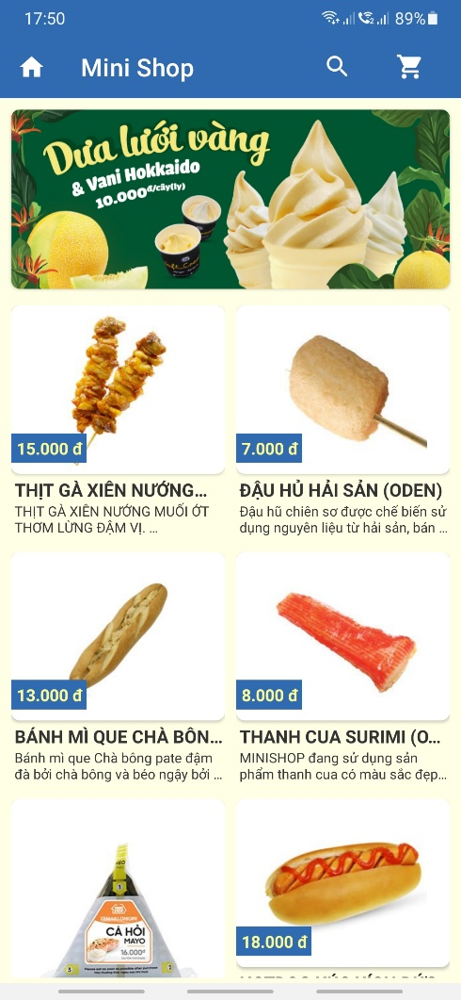 17:50
89%
Mini Shop
Dưa lưới vàng
& Vani Hokkaido
10.000đ/cây(ly)
15.000 đ
7.000 đ
THỊT GÀ XIÊN NƯỚNG...
THỊT GÀ XIÊN NƯỚNG MUỐI ỚT
THƠM LỪNG ĐẬM VỊ. ...
ĐẬU HỦ HẢI SẢN (ODEN)
Đậu hũ chiên sơ được chế biến sử
dụng nguyên liệu từ hải sản, bán ...
13.000 đ
8.000 đ
BÁNH MÌ QUE CHÀ BÔN...
Bánh mì que Chà bông pate đậm
đà bởi chà bông và béo ngậy bởi ...
THANH CUA SURIMI (O...
MINISHOP đang sử dụng sản
phẩm thanh cua có màu sắc đẹp...
1
TEMAKI ONIGIRI
CÁ HỒI
MAYO
16.000đ
3
2
18.000 đ